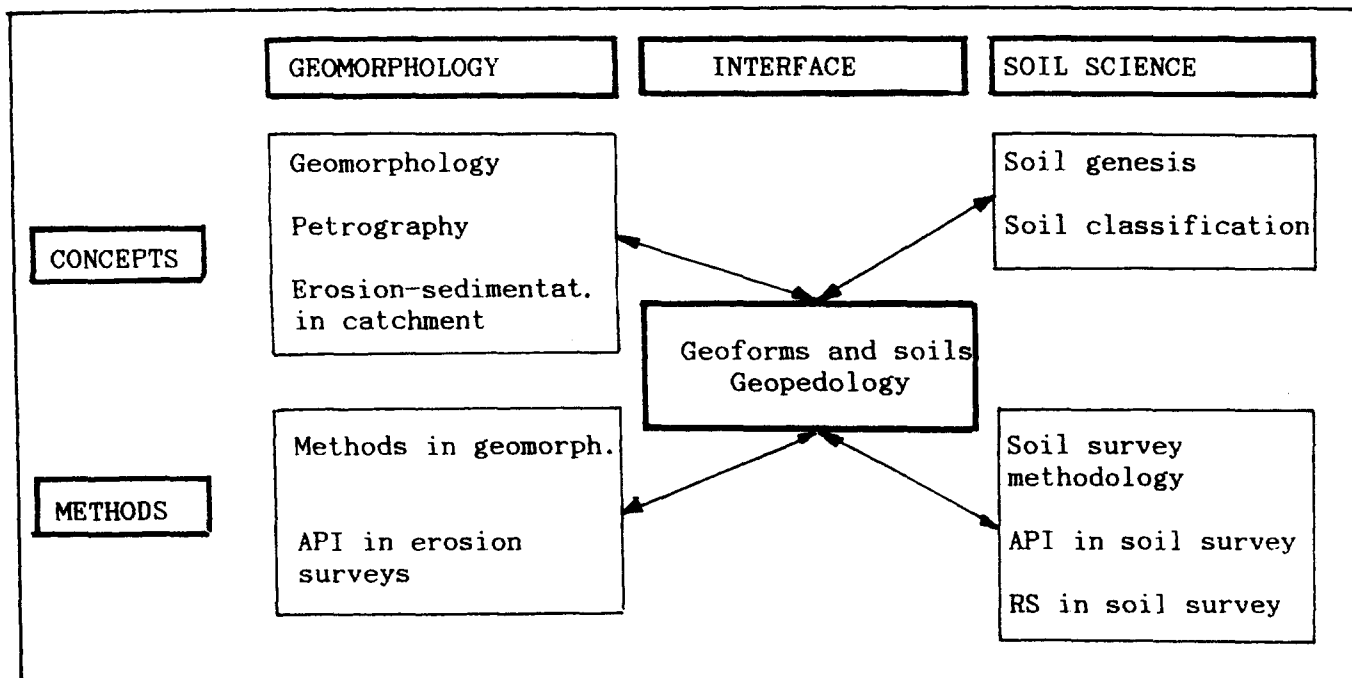 GEOMORPHOLOGY
INTERFACE
SOIL SCIENCE
CONCEPTS
Geomorphology
Petrography
Erosion-sedimentat.
in catchment
Soil genesis
Soil classification
Geoforms and soils
Geopedology
METHODS
Methods in geomorph.
API in erosion
surveys
Soil survey
methodology
API in soil survey
RS in soil survey